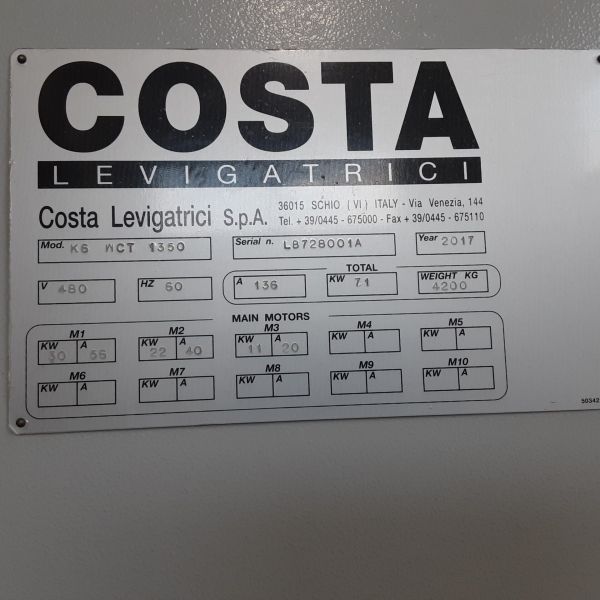 COSTA
LEVIGATRICI
Costa Levigatrici S.p.A.
36015 SCHIO (VI) ITALY - Via Venezia, 144
Tel. + 39/0445 - 675000 - Fax + 39/0445 - 675110
Mod. K6 WCT 1350 Serial n. LB728001A Year 2017
TOTAL
V 480 HZ 60 A 136 KW 71 WEIGHT KG 4200
MAIN MOTORS
M1 M2 M3 M4 M5
KW A KW A KW A KW A KW A
30 56 22 40 11 20
M6 M7 M8 M9 M10
KW A KW A KW A KW A KW A
50342